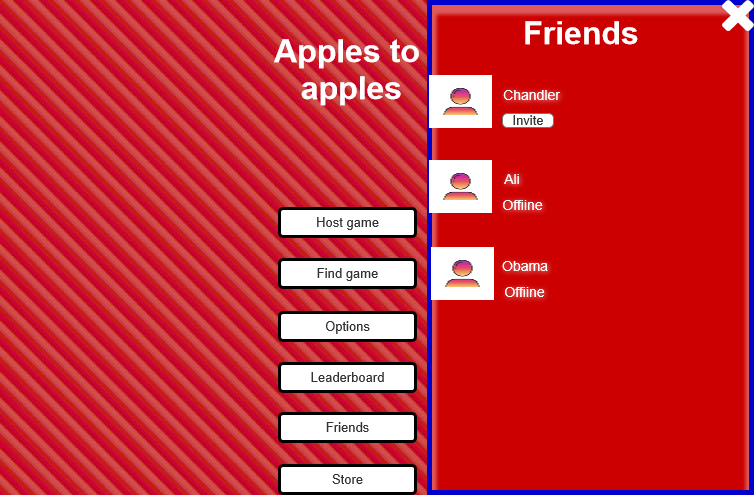 Apples to
apples
Host game
Find game
Options
Leaderboard
Friends
Store
Friends
Chandler
Invite
Ali
Offline
Obama
Offline